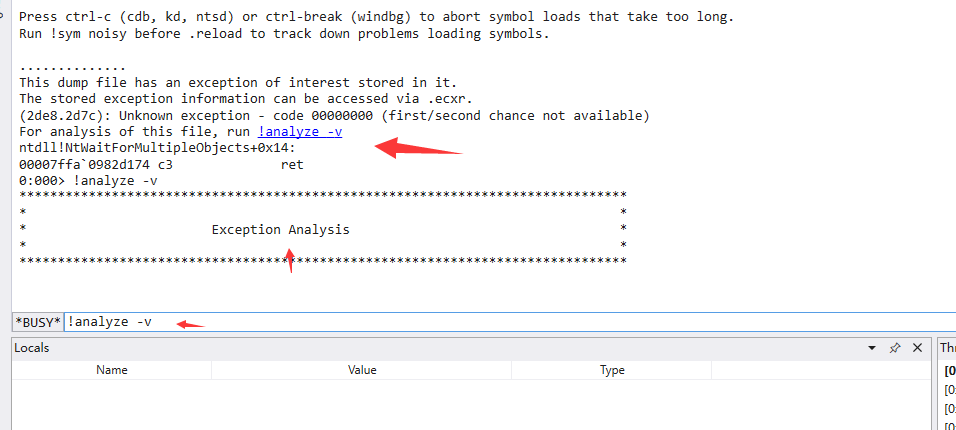 Press ctrl-c (cdb, kd, ntsd) or ctrl-break (windbg) to abort symbol loads that take too long.
Run !sym noisy before .reload to track down problems loading symbols.
..............
This dump file has an exception of interest stored in it.
The stored exception information can be accessed via .ecxr.
(2de8.2d7c): Unknown exception - code 00000000 (first/second chance not available)
For analysis of this file, run !analyze -v
ntdll!NtWaitForMultipleObjects+0x14:
00007ffa`0982d174 c3 ret
0:000> !analyze -v
*******************************************************************************
* *
* Exception Analysis *
* *
*******************************************************************************
*BUSY* !analyze -v
Locals
Name Value Type
Thr
[0
[0:
[0:
[0: